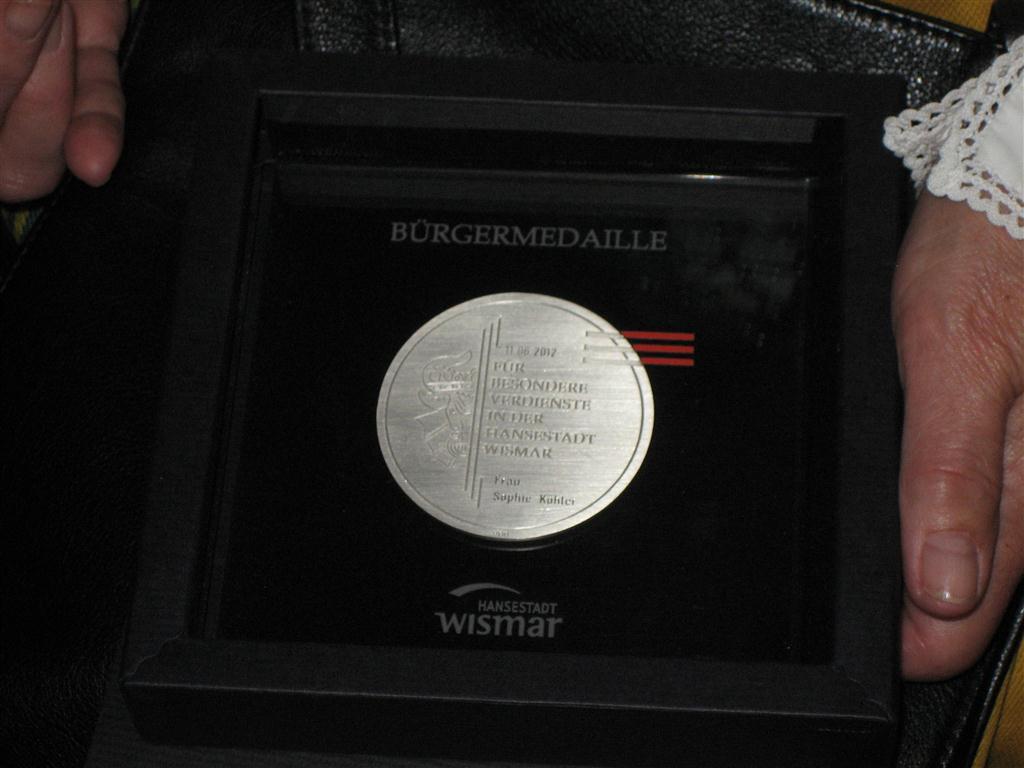 BÜRGERMEDAILLE
11.06.2012
FÜR
BESONDERE
VERDIENSTE
IN DER
HANSESTADT
WISMAR
Frau
Sophie Köhler
HANSESTADT
wismar